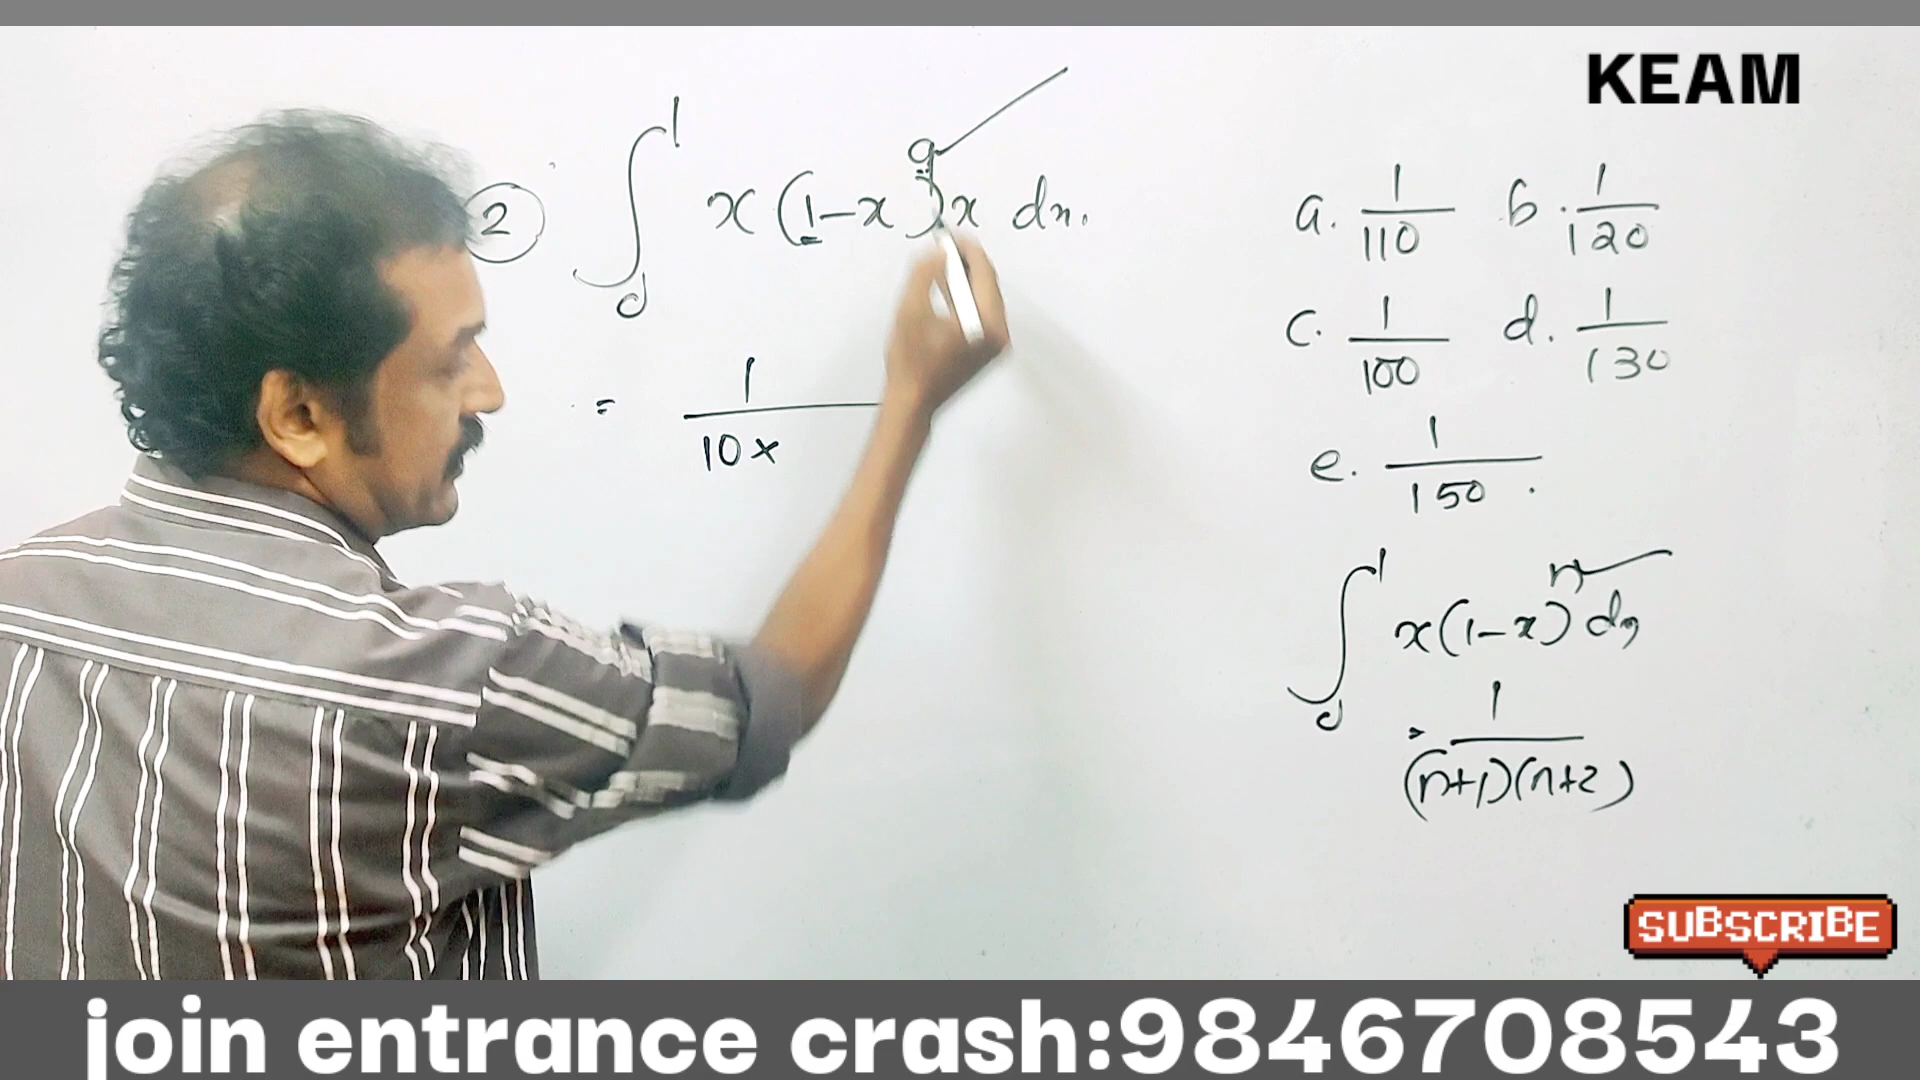 KEAM
② ∫₀¹ x(1-x)⁹x dx.
= 1/10×
a. 1/110 b. 1/120
c. 1/100 d. 1/130
e. 1/150.
∫₀¹ x(1-x)ⁿ dx
= 1/(n+1)(n+2)
SUBSCRIBE
join entrance crash:9846708543